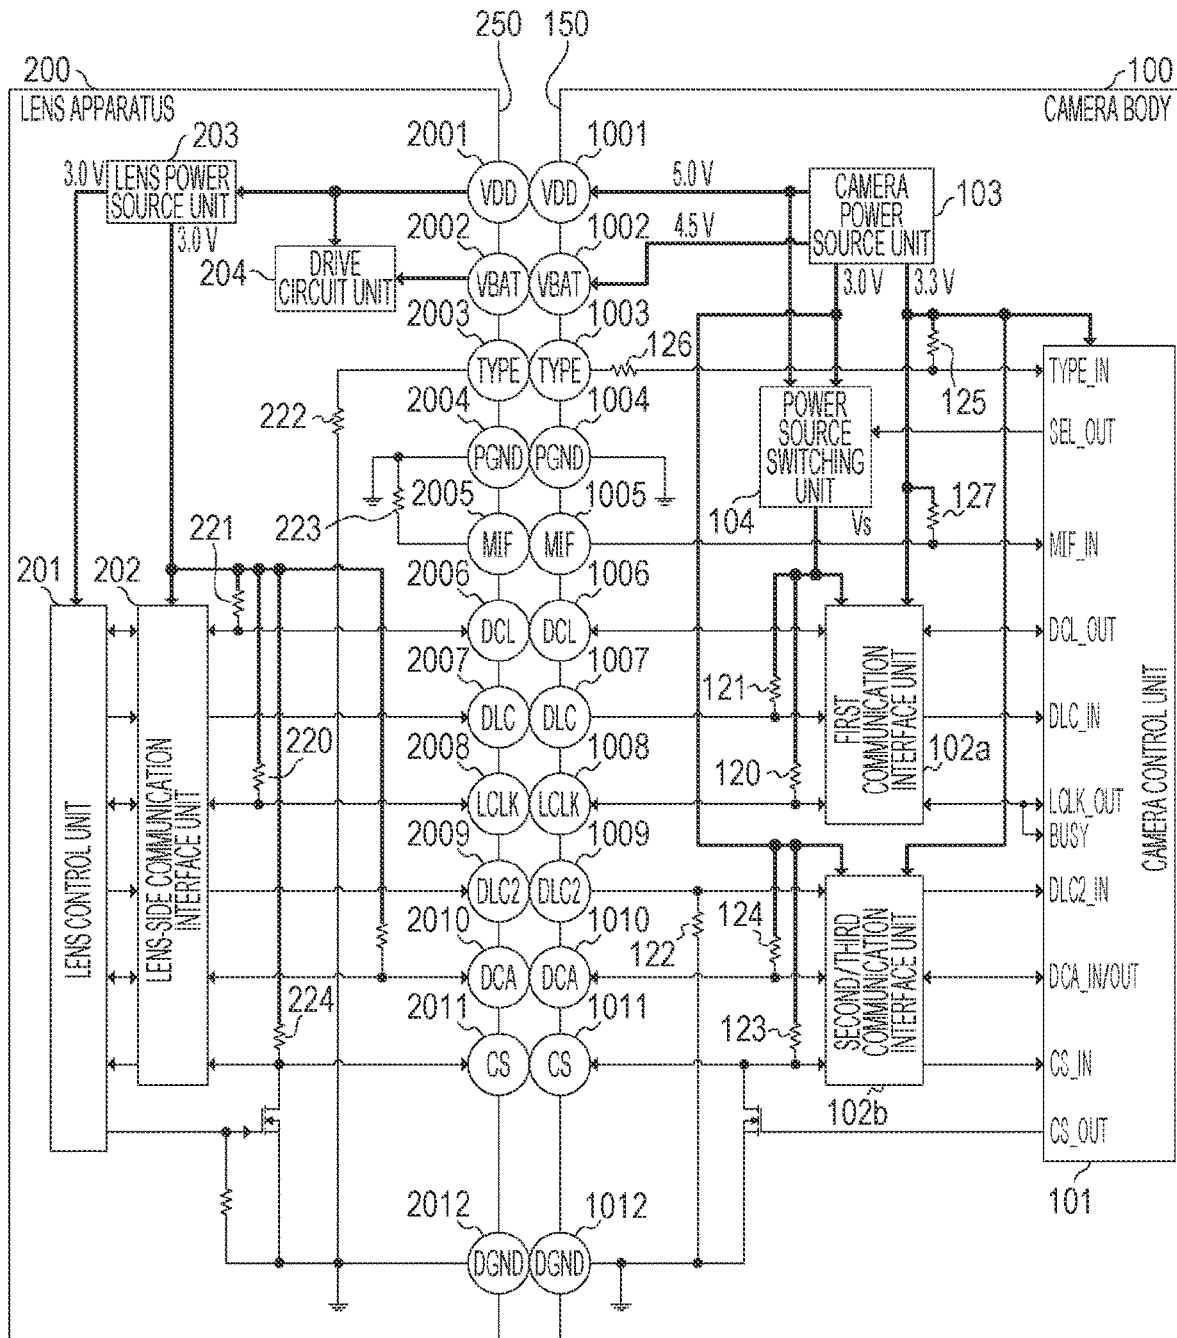 250
150
200
LENS APPARATUS
100
CAMERA BODY
203
2001
1001
3.0 V
LENS POWER
SOURCE UNIT
VDD
VDD
5.0 V
CAMERA
POWER
SOURCE UNIT
103
3.0 V
2002
1002
4.5 V
204
DRIVE
CIRCUIT UNIT
VBAT
VBAT
3.0 V
3.3 V
2003
1003
126
TYPE
TYPE
TYPE_IN
125
222
2004
1004
POWER
SOURCE
SWITCHING
UNIT
SEL_OUT
PGND
PGND
2005
1005
104
127
223
Vs
MIF
MIF
MIF_IN
221
201
202
2006
1006
DCL
DCL
DCL_OUT
2007
1007
121
DLC
DLC
DLC_IN
220
2008
1008
120
102a
LCLK
LCLK
LCLK_OUT
BUSY
2009
1009
DLC2
DLC2
DLC2_IN
2010
1010
122
124
DCA
DCA
DCA_IN/OUT
224
2011
1011
123
CS
CS
CS_IN
102b
CS_OUT
101
2012
1012
DGND
DGND
LENS CONTROL UNIT
LENS-SIDE COMMUNICATION
INTERFACE UNIT
FIRST
COMMUNICATION
INTERFACE UNIT
SECOND/THIRD
COMMUNICATION
INTERFACE UNIT
CAMERA CONTROL UNIT